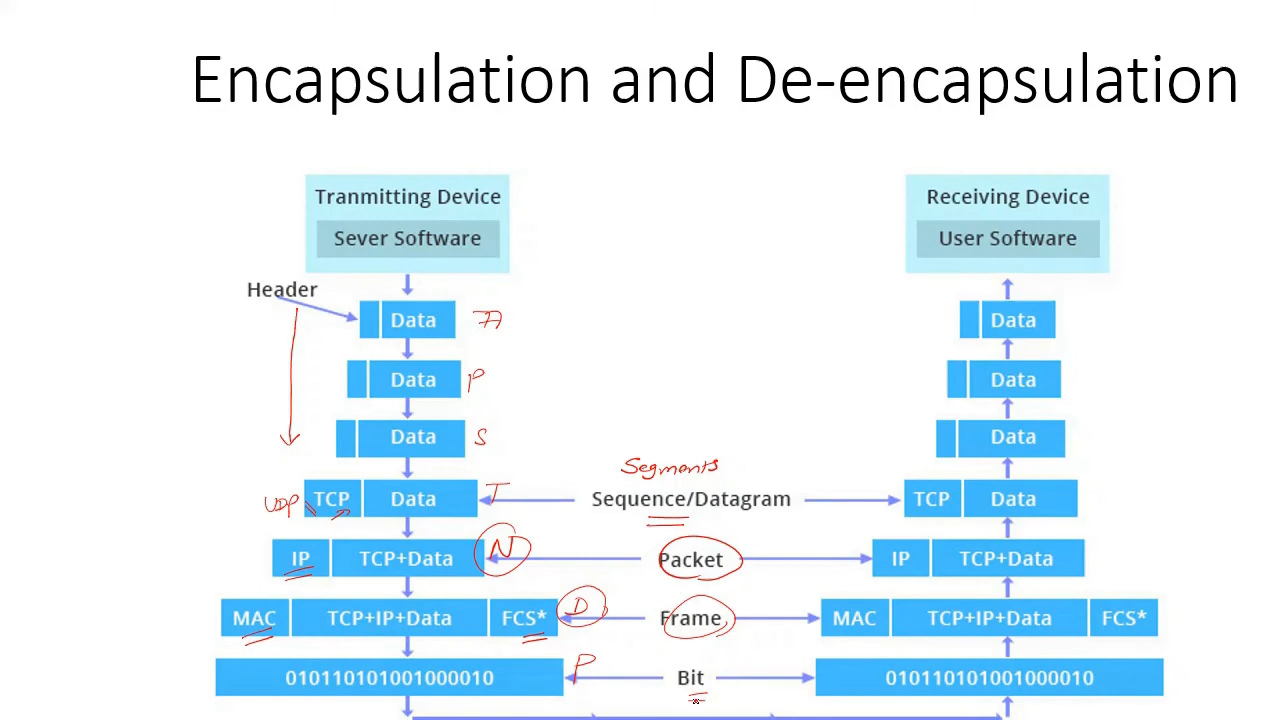 Encapsulation and De-encapsulation
Tranmitting Device
Sever Software
Receiving Device
User Software
Header
Data
A
Data
Data
P
Data
Data
S
Data
Segments
UDP
TCP
Data
T
Sequence/Datagram
TCP
Data
IP
TCP+Data
N
Packet
IP
TCP+Data
MAC
TCP+IP+Data
FCS*
D
Frame
MAC
TCP+IP+Data
FCS*
010110101001000010
P
Bit
010110101001000010